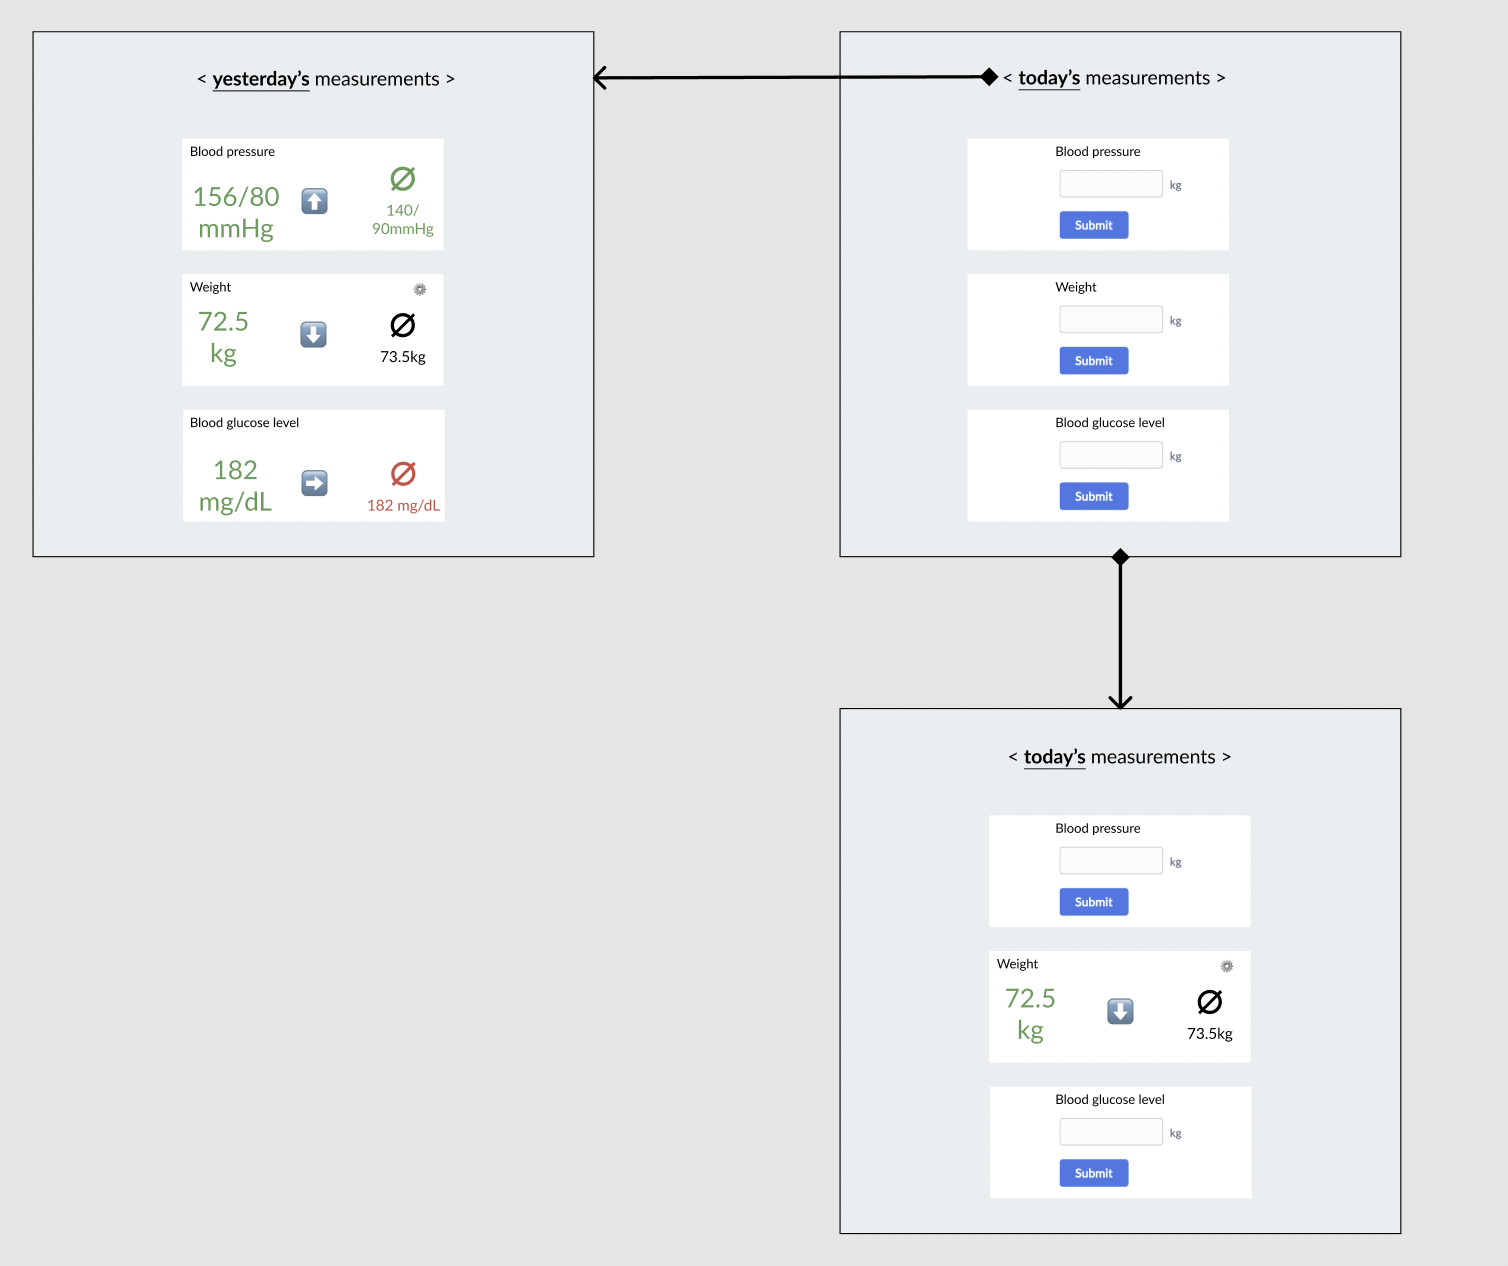 < yesterday's measurements >
Blood pressure
156/80
mmHg
Ø
140/
90mmHg
Weight
72.5
kg
Ø
73.5kg
Blood glucose level
182
mg/dL
Ø
182 mg/dL
< today's measurements >
Blood pressure
kg
Submit
Weight
kg
Submit
Blood glucose level
kg
Submit
< today's measurements >
Blood pressure
kg
Submit
Weight
72.5
kg
Ø
73.5kg
Blood glucose level
kg
Submit